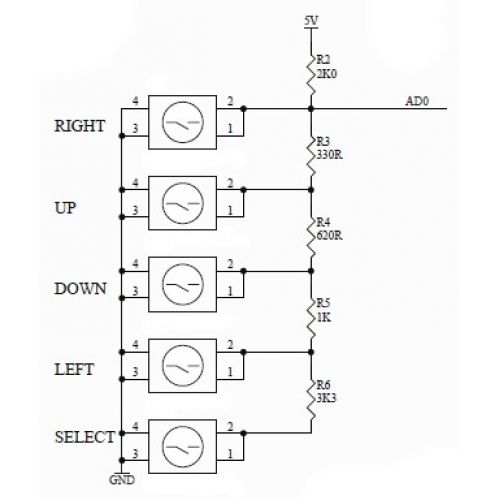 5V
R2
2K0
4
2
AD0
RIGHT
3
1
R3
330R
4
2
UP
3
1
R4
620R
4
2
DOWN
3
1
R5
1K
4
2
LEFT
3
1
R6
3K3
4
2
SELECT
3
1
GND